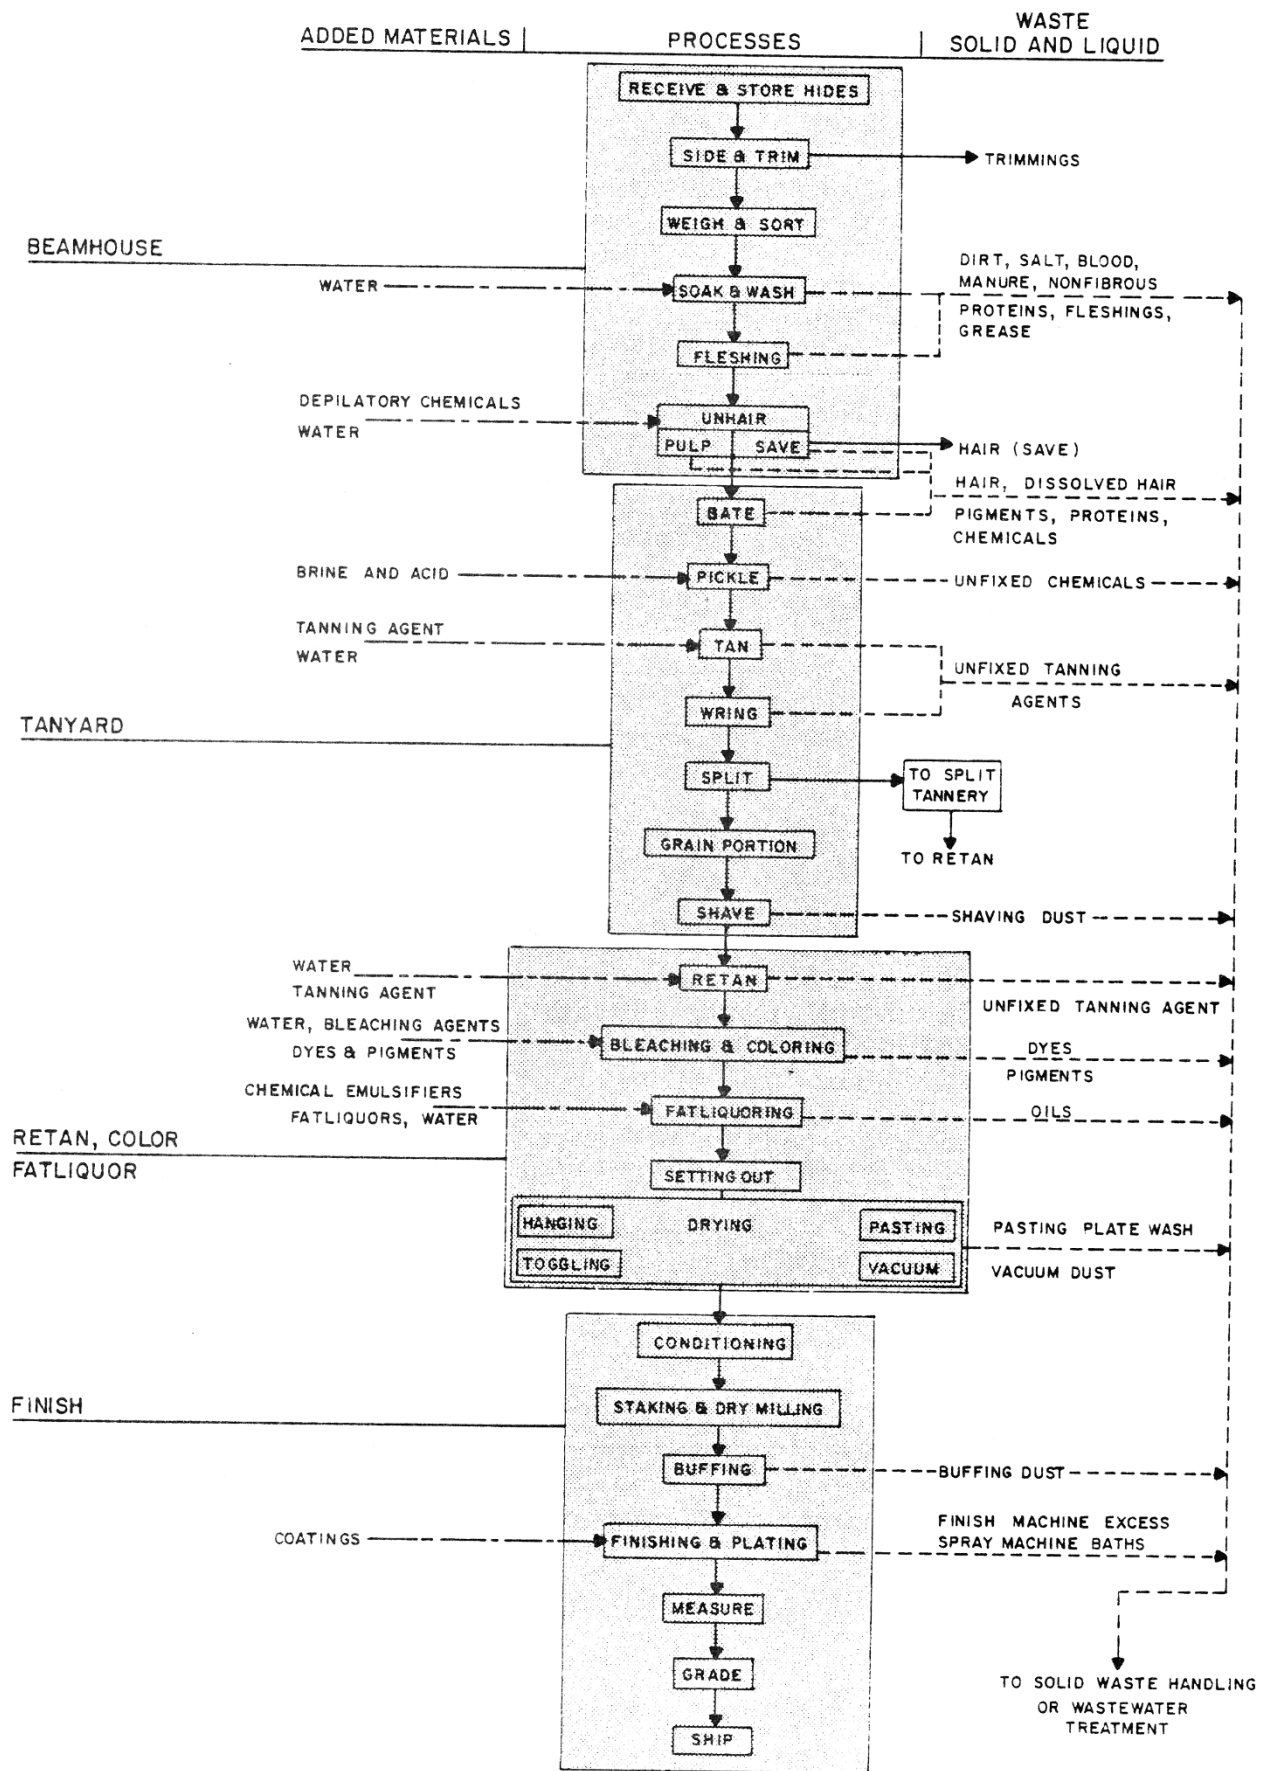 ADDED MATERIALS
PROCESSES
WASTE
SOLID AND LIQUID
RECEIVE & STORE HIDES
SIDE & TRIM
TRIMMINGS
WEIGH & SORT
BEAMHOUSE
WATER
SOAK & WASH
DIRT, SALT, BLOOD,
MANURE, NONFIBROUS
PROTEINS, FLESHINGS,
GREASE
FLESHING
DEPILATORY CHEMICALS
WATER
UNHAIR
PULP
SAVE
HAIR (SAVE)
HAIR, DISSOLVED HAIR
PIGMENTS, PROTEINS,
CHEMICALS
BATE
BRINE AND ACID
PICKLE
UNFIXED CHEMICALS
TANNING AGENT
WATER
TAN
UNFIXED TANNING
AGENTS
WRING
TANYARD
SPLIT
TO SPLIT
TANNERY
GRAIN PORTION
TO RETAN
SHAVE
SHAVING DUST
WATER
TANNING AGENT
RETAN
UNFIXED TANNING AGENT
WATER, BLEACHING AGENTS
DYES & PIGMENTS
BLEACHING & COLORING
DYES
PIGMENTS
CHEMICAL EMULSIFIERS
FATLIQUORS, WATER
FATLIQUORING
OILS
RETAN, COLOR
FATLIQUOR
SETTING OUT
HANGING
DRYING
PASTING
TOGGLING
VACUUM
PASTING PLATE WASH
VACUUM DUST
CONDITIONING
FINISH
STAKING & DRY MILLING
BUFFING
BUFFING DUST
COATINGS
FINISHING & PLATING
FINISH MACHINE EXCESS
SPRAY MACHINE BATHS
MEASURE
GRADE
SHIP
TO SOLID WASTE HANDLING
OR WASTEWATER
TREATMENT